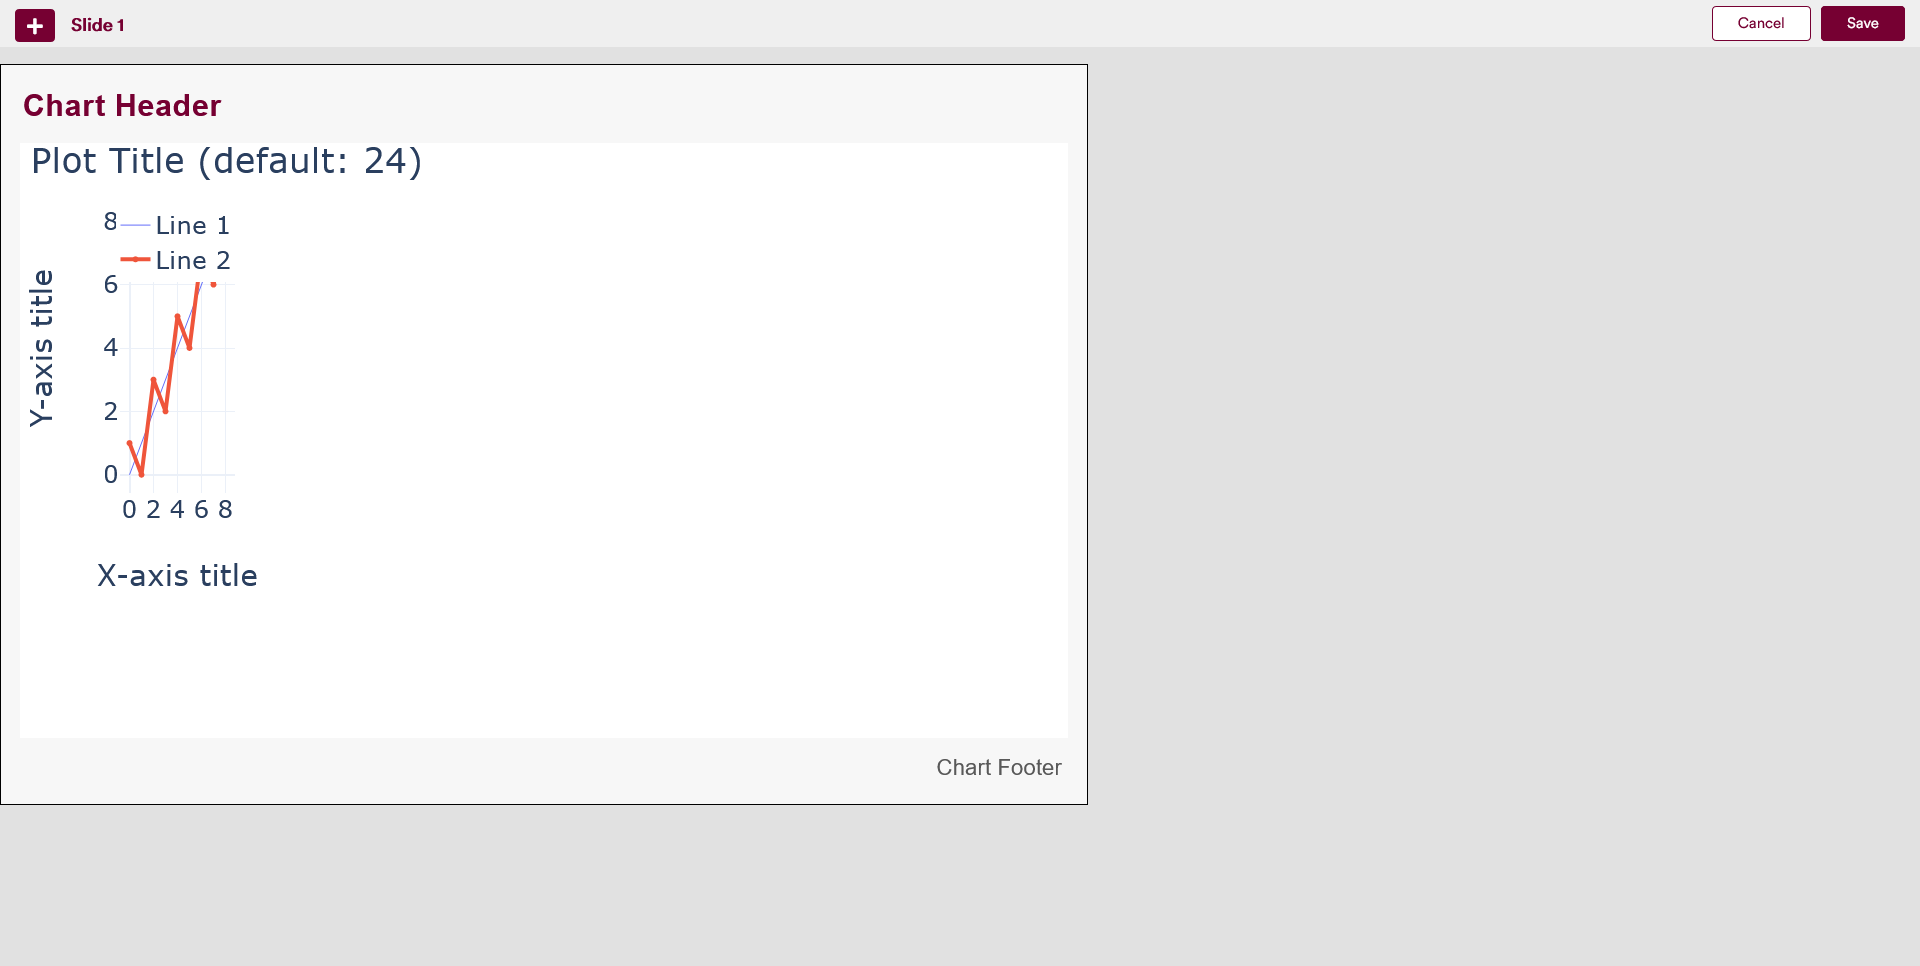 Slide 1
Cancel
Save
Chart Header
Plot Title (default: 24)
8
Line 1
Line 2
6
Y-axis title
4
2
0
0 2 4 6 8
X-axis title
Chart Footer